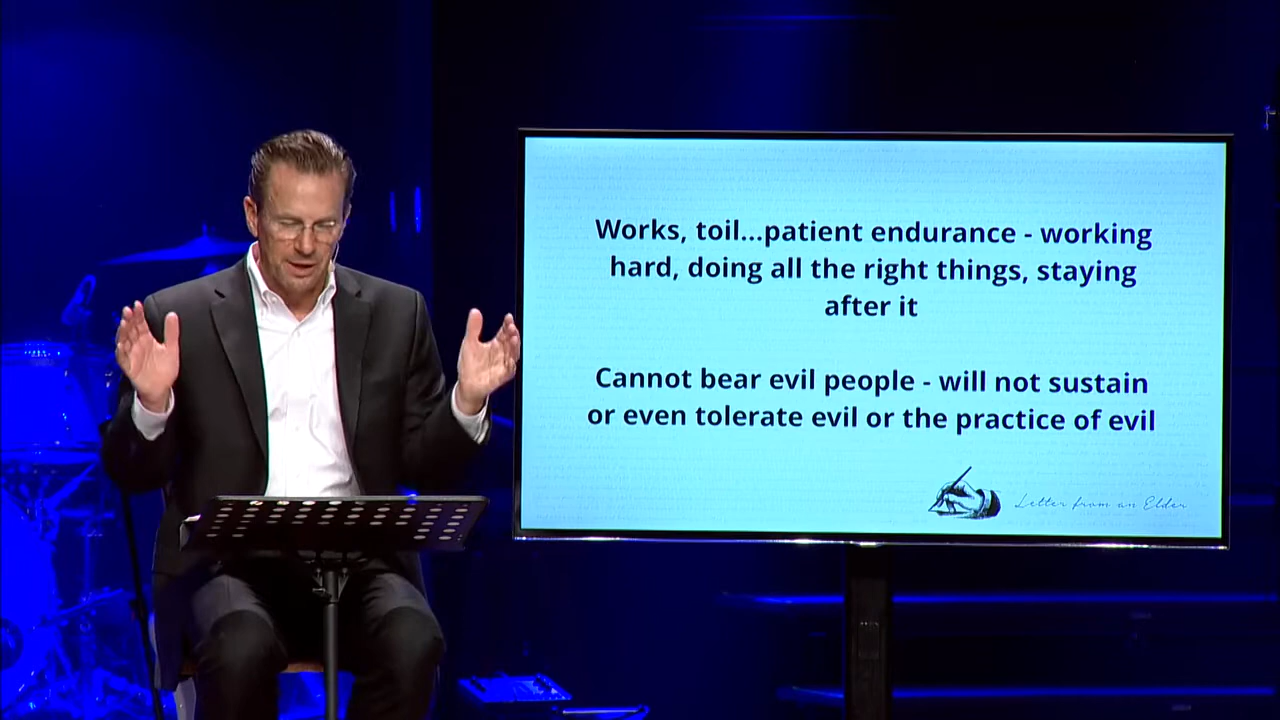 Works, toil...patient endurance - working
hard, doing all the right things, staying
after it
Cannot bear evil people - will not sustain
or even tolerate evil or the practice of evil
Letter from an Elder